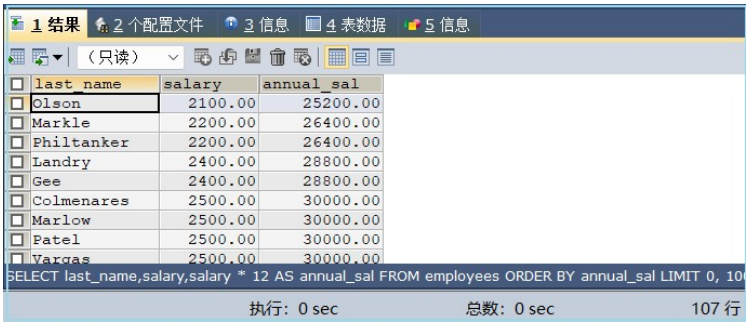 1 结果 2 个配置文件 3 信息 4 表数据 5 信息
（只读）
last_name salary annual_sal
Olson 2100.00 25200.00
Markle 2200.00 26400.00
Philtanker 2200.00 26400.00
Landry 2400.00 28800.00
Gee 2400.00 28800.00
Colmenares 2500.00 30000.00
Marlow 2500.00 30000.00
Patel 2500.00 30000.00
Vargas 2500.00 30000.00
SELECT last_name,salary,salary * 12 AS annual_sal FROM employees ORDER BY annual_sal LIMIT 0,
执行: 0 sec 总数: 0 sec 107 行